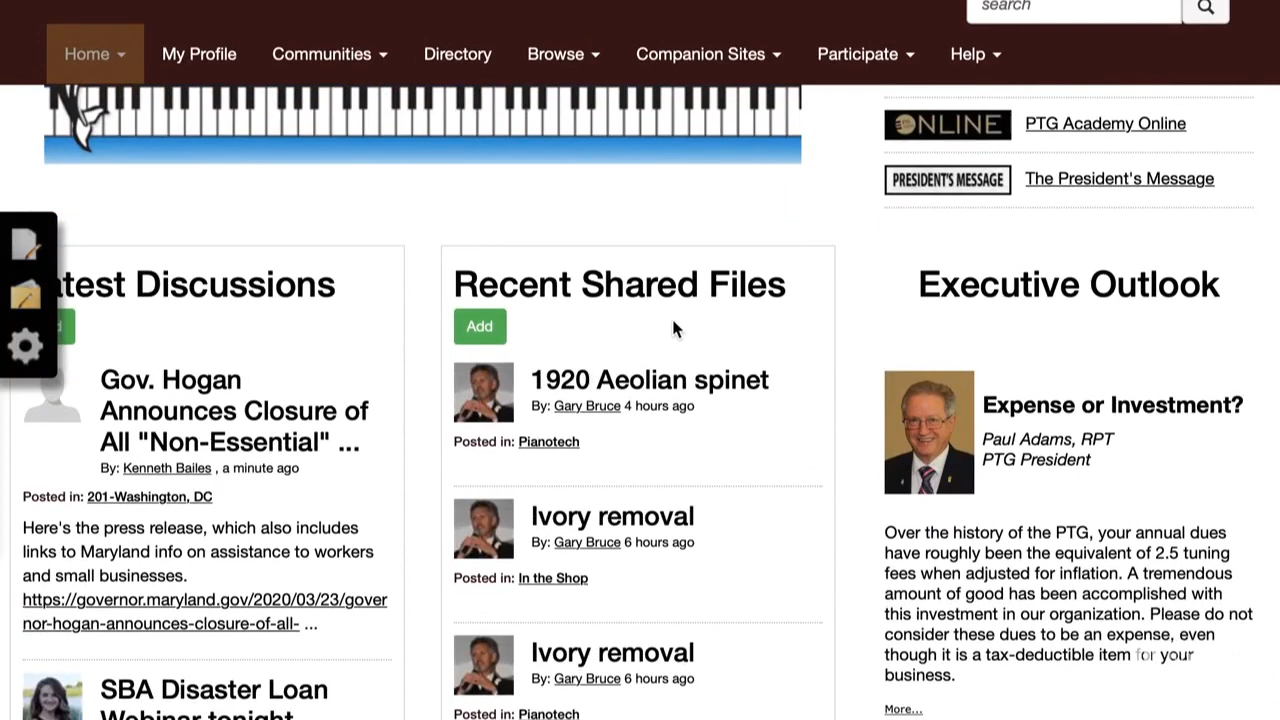 search
Home
My Profile
Communities
Directory
Browse
Companion Sites
Participate
Help
ONLINE
PTG Academy Online
PRESIDENT'S MESSAGE
The President's Message
atest Discussions
d
Gov. Hogan
Announces Closure of
All "Non-Essential" ...
By: Kenneth Bailes , a minute ago
Posted in: 201-Washington, DC
Here's the press release, which also includes
links to Maryland info on assistance to workers
and small businesses.
https://governor.maryland.gov/2020/03/23/gover
nor-hogan-announces-closure-of-all- ...
SBA Disaster Loan
Webinar tonight
Recent Shared Files
Add
1920 Aeolian spinet
By: Gary Bruce 4 hours ago
Posted in: Pianotech
Ivory removal
By: Gary Bruce 6 hours ago
Posted in: In the Shop
Ivory removal
By: Gary Bruce 6 hours ago
Posted in: Pianotech
Executive Outlook
Expense or Investment?
Paul Adams, RPT
PTG President
Over the history of the PTG, your annual dues
have roughly been the equivalent of 2.5 tuning
fees when adjusted for inflation. A tremendous
amount of good has been accomplished with
this investment in our organization. Please do not
consider these dues to be an expense, even
though it is a tax-deductible item for your
business.
More...